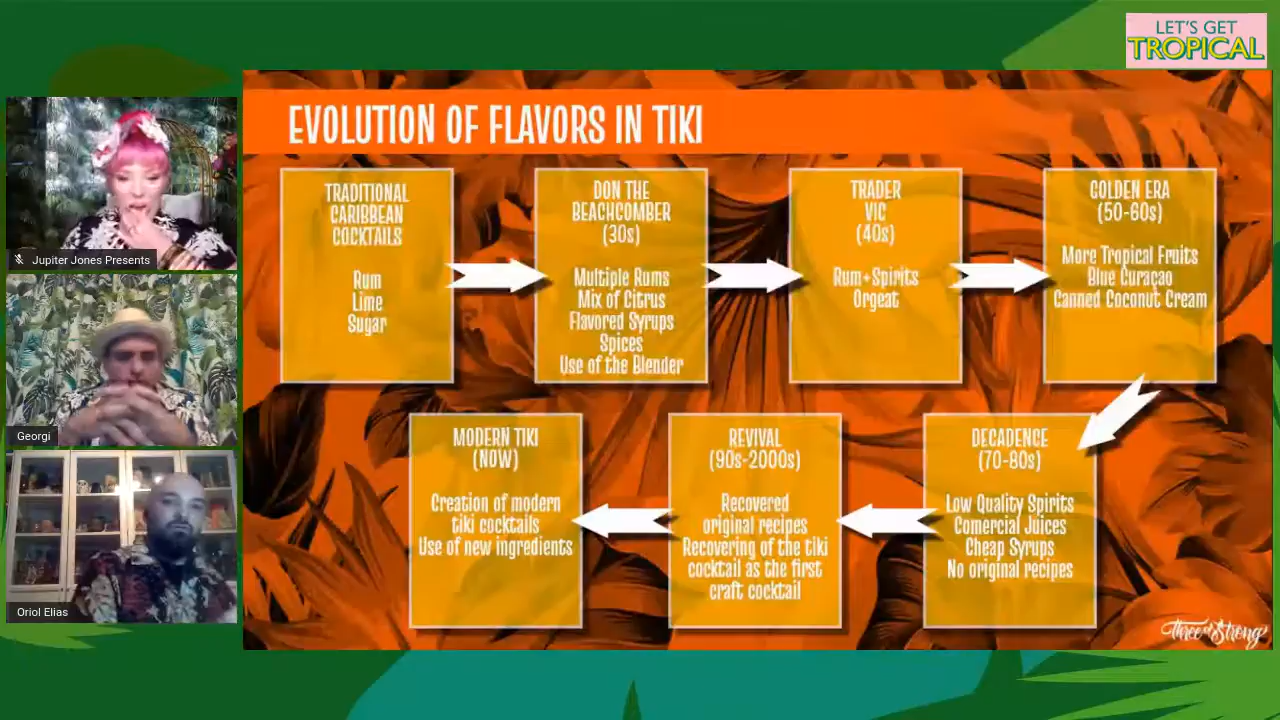 LET'S GET
TROPICAL
EVOLUTION OF FLAVORS IN TIKI
TRADITIONAL
CARIBBEAN
COCKTAILS
Rum
Lime
Sugar
DON THE
BEACHCOMBER
(30s)
Multiple Rums
Mix of Citrus
Flavored Syrups
Spices
Use of the Blender
TRADER
VIC
(40s)
Rum+Spirits
Orgeat
GOLDEN ERA
(50-60s)
More Tropical Fruits
Blue Curaçao
Canned Coconut Cream
DECADENCE
(70-80s)
Low Quality Spirits
Comercial Juices
Cheap Syrups
No original recipes
REVIVAL
(90s-2000s)
Recovered
original recipes
Recovering of the tiki
cocktail as the first
craft cocktail
MODERN TIKI
(NOW)
Creation of modern
tiki cocktails
Use of new ingredients
Three of Strong
Jupiter Jones Presents
Georgi
Oriol Elias